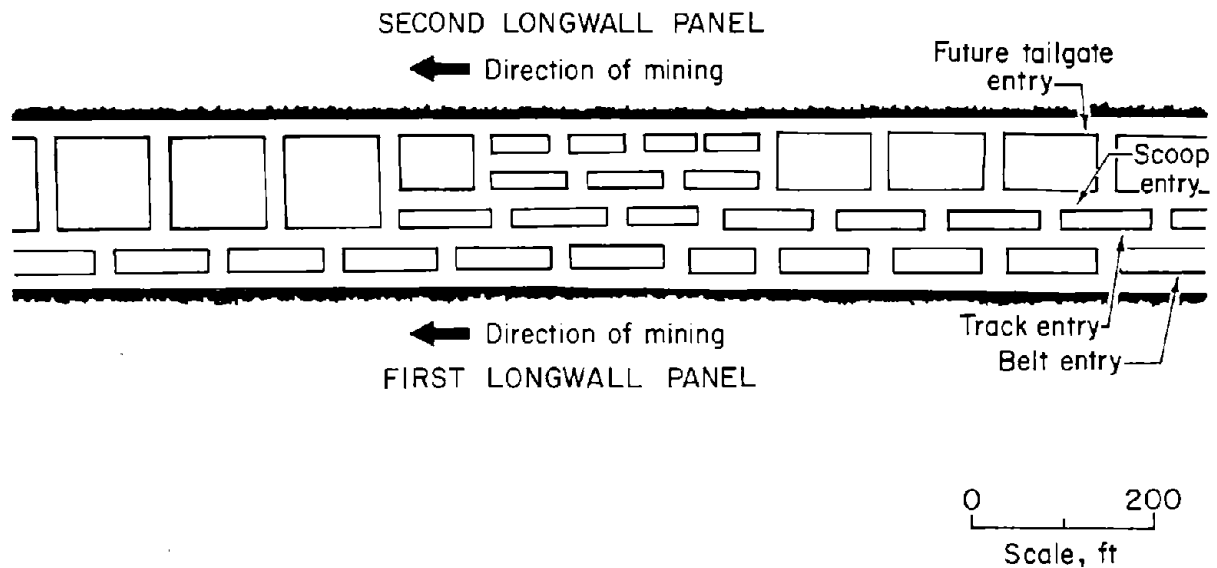 SECOND LONGWALL PANEL
Direction of mining
Future tailgate
entry
Scoop
entry
Direction of mining
FIRST LONGWALL PANEL
Track entry
Belt entry
0 200
Scale, ft